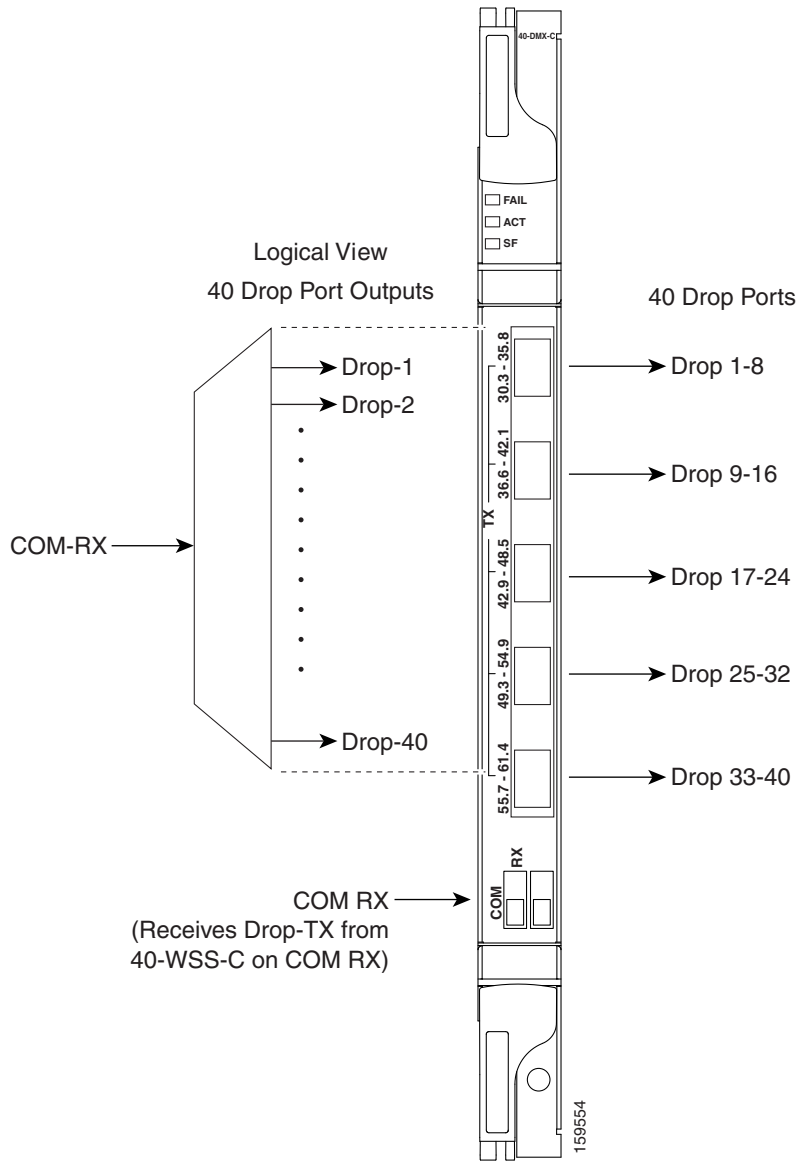 40-DMX-C
FAIL
ACT
SF
Logical View
40 Drop Port Outputs
40 Drop Ports
Drop-1
Drop-2
Drop-40
COM-RX
TX
30.3 - 35.8
36.6 - 42.1
42.9 - 48.5
49.3 - 54.9
55.7 - 61.4
Drop 1-8
Drop 9-16
Drop 17-24
Drop 25-32
Drop 33-40
RX
COM
COM RX
(Receives Drop-TX from
40-WSS-C on COM RX)
159554